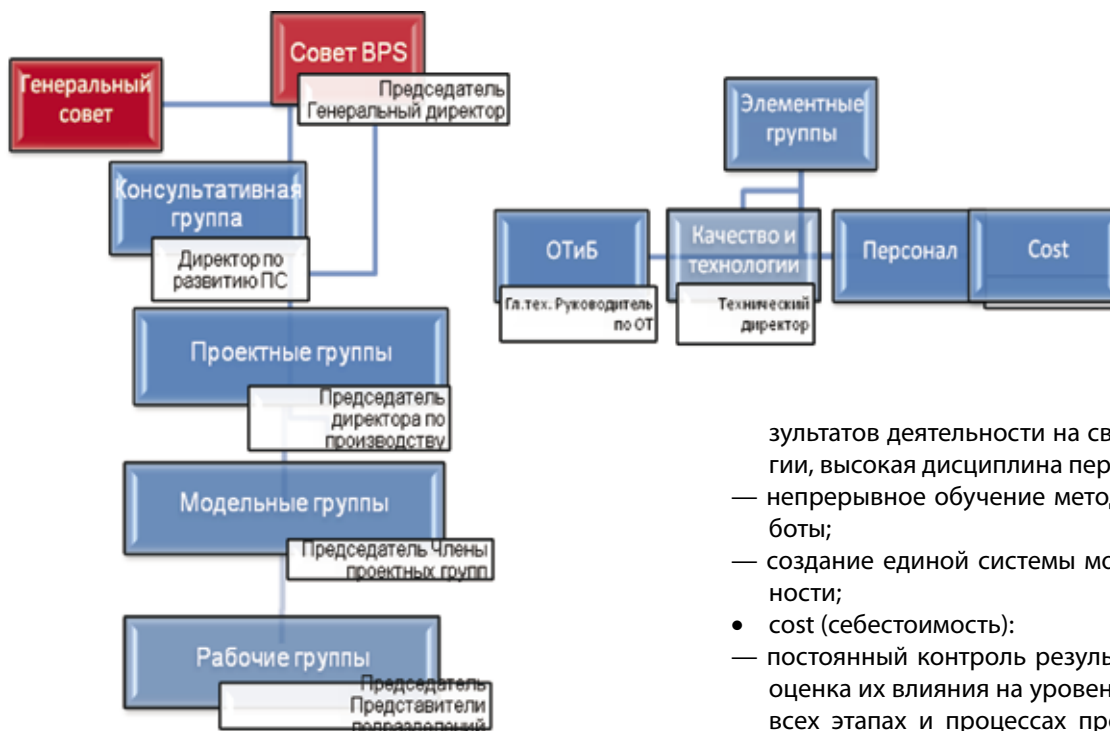 Генеральный
совет
Совет BPS
Председатель
Генеральный директор
Консультативная
группа
Директор по
развитию ПС
Проектные группы
Председатель
директора по
производству
Модельные группы
Председатель Члены
проектных групп
Рабочие группы
Председатель
Представители
подразделений
Элементные
группы
ОТиБ
Гл.тех. Руководитель
по ОТ
Качество и
технологии
Технический
директор
Персонал
Cost
зультатов деятельности на св
гии, высокая дисциплина пер
— непрерывное обучение метод
боты;
— создание единой системы мо
ности;
• cost (себестоимость):
— постоянный контроль резуль
оценка их влияния на уровен
всех этапах и процессах про